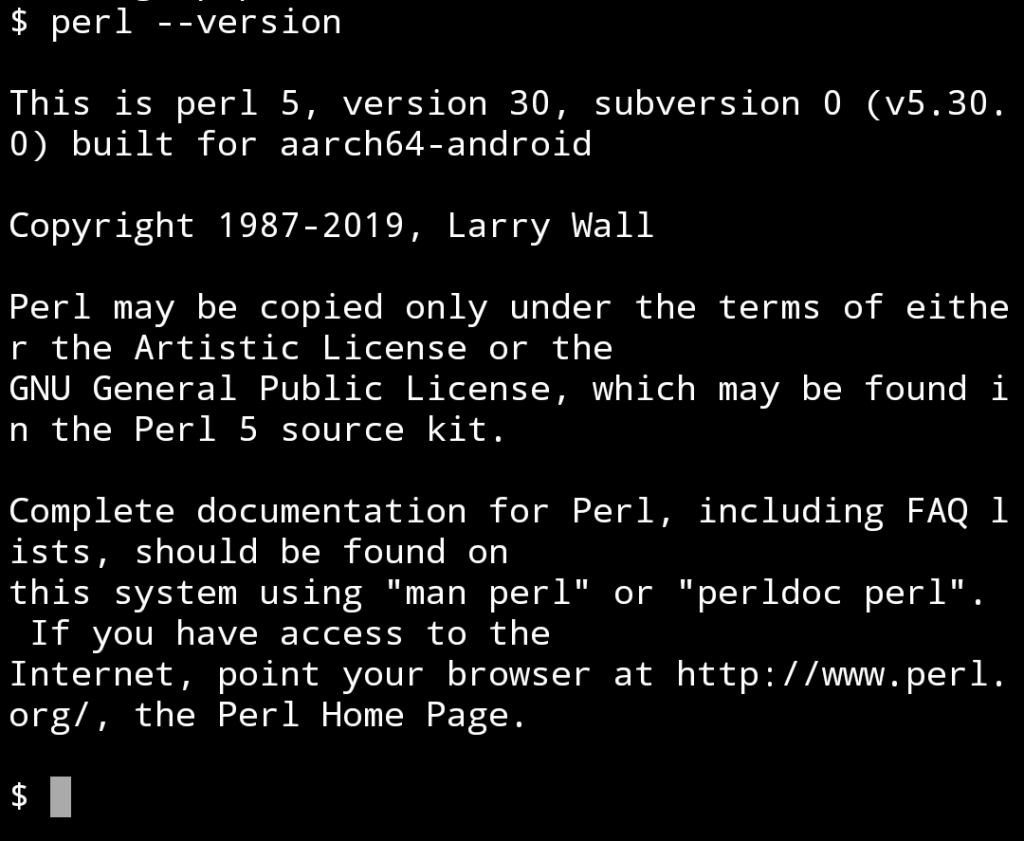 $ perl --version
This is perl 5, version 30, subversion 0 (v5.30.
0) built for aarch64-android
Copyright 1987-2019, Larry Wall
Perl may be copied only under the terms of eithe
r the Artistic License or the
GNU General Public License, which may be found i
n the Perl 5 source kit.
Complete documentation for Perl, including FAQ l
ists, should be found on
this system using "man perl" or "perldoc perl".
 If you have access to the
Internet, point your browser at http://www.perl.
org/, the Perl Home Page.
$